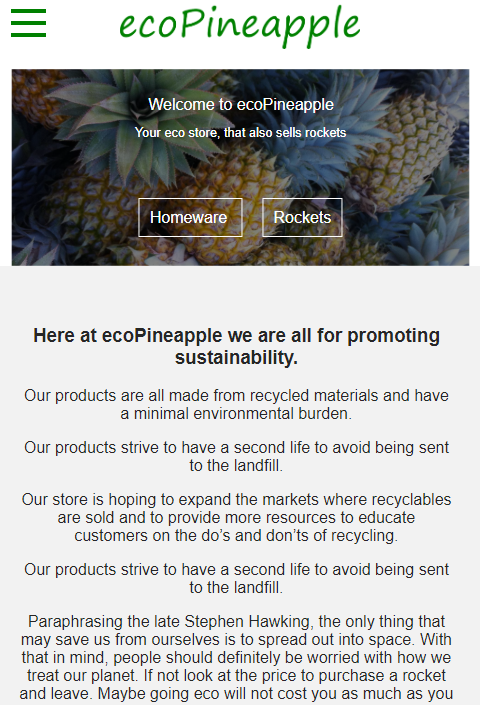 ecoPineapple
Welcome to ecoPineapple
Your eco store, that also sells rockets
Homeware
Rockets
Here at ecoPineapple we are all for promoting
sustainability.
Our products are all made from recycled materials and have
a minimal environmental burden.
Our products strive to have a second life to avoid being sent
to the landfill.
Our store is hoping to expand the markets where recyclables
are sold and to provide more resources to educate
customers on the do’s and don’ts of recycling.
Our products strive to have a second life to avoid being sent
to the landfill.
Paraphrasing the late Stephen Hawking, the only thing that
may save us from ourselves is to spread out into space. With
that in mind, people should definitely be worried with how we
treat our planet. If not look at the price to purchase a rocket
and leave. Maybe going eco will not cost you as much as you